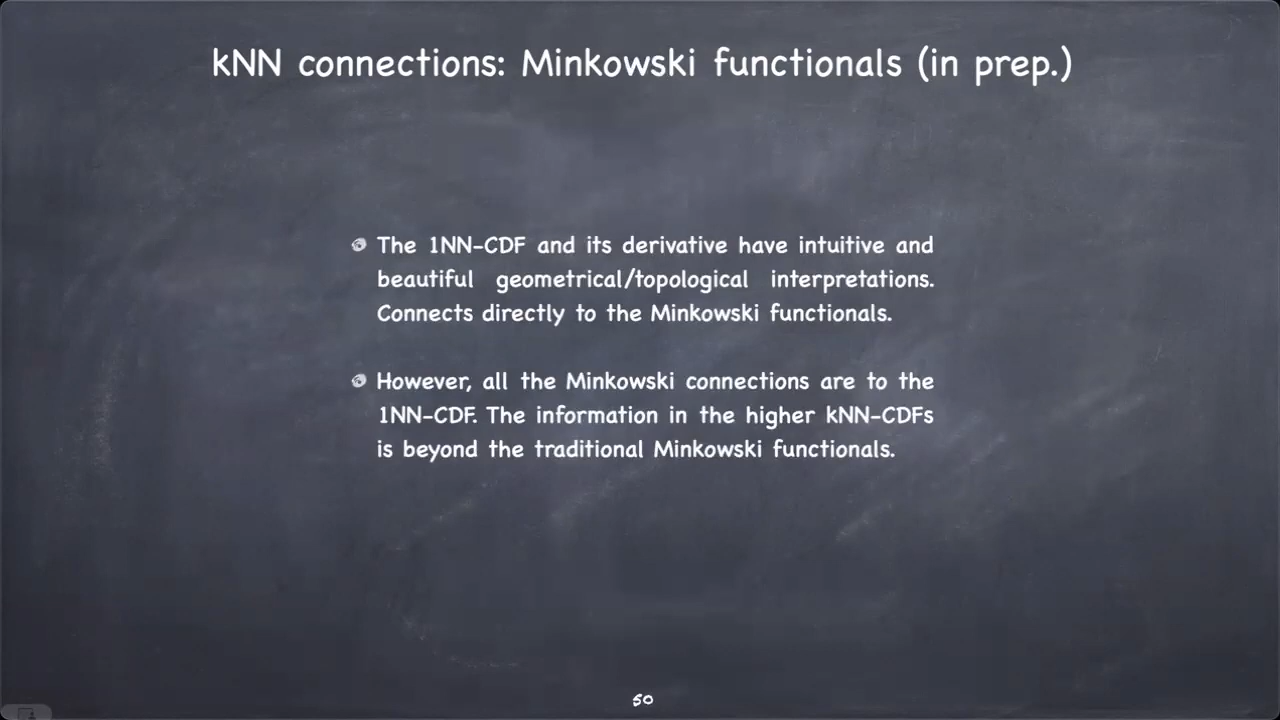 kNN connections: Minkowski functionals (in prep.)
The 1NN-CDF and its derivative have intuitive and
beautiful geometrical/topological interpretations.
Connects directly to the Minkowski functionals.
However, all the Minkowski connections are to the
1NN-CDF. The information in the higher kNN-CDFs
is beyond the traditional Minkowski functionals.
50